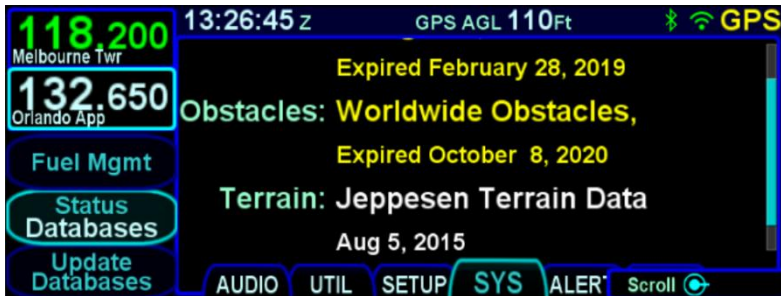 118.200
Melbourne Twr
132.650
Orlando App
Fuel Mgmt
Status
Databases
Update
Databases
13:26:45 Z
GPS AGL 110Ft
GPS
Expired February 28, 2019
Obstacles: Worldwide Obstacles,
Expired October 8, 2020
Terrain: Jeppesen Terrain Data
Aug 5, 2015
AUDIO
UTIL
SETUP
SYS
ALERT
Scroll